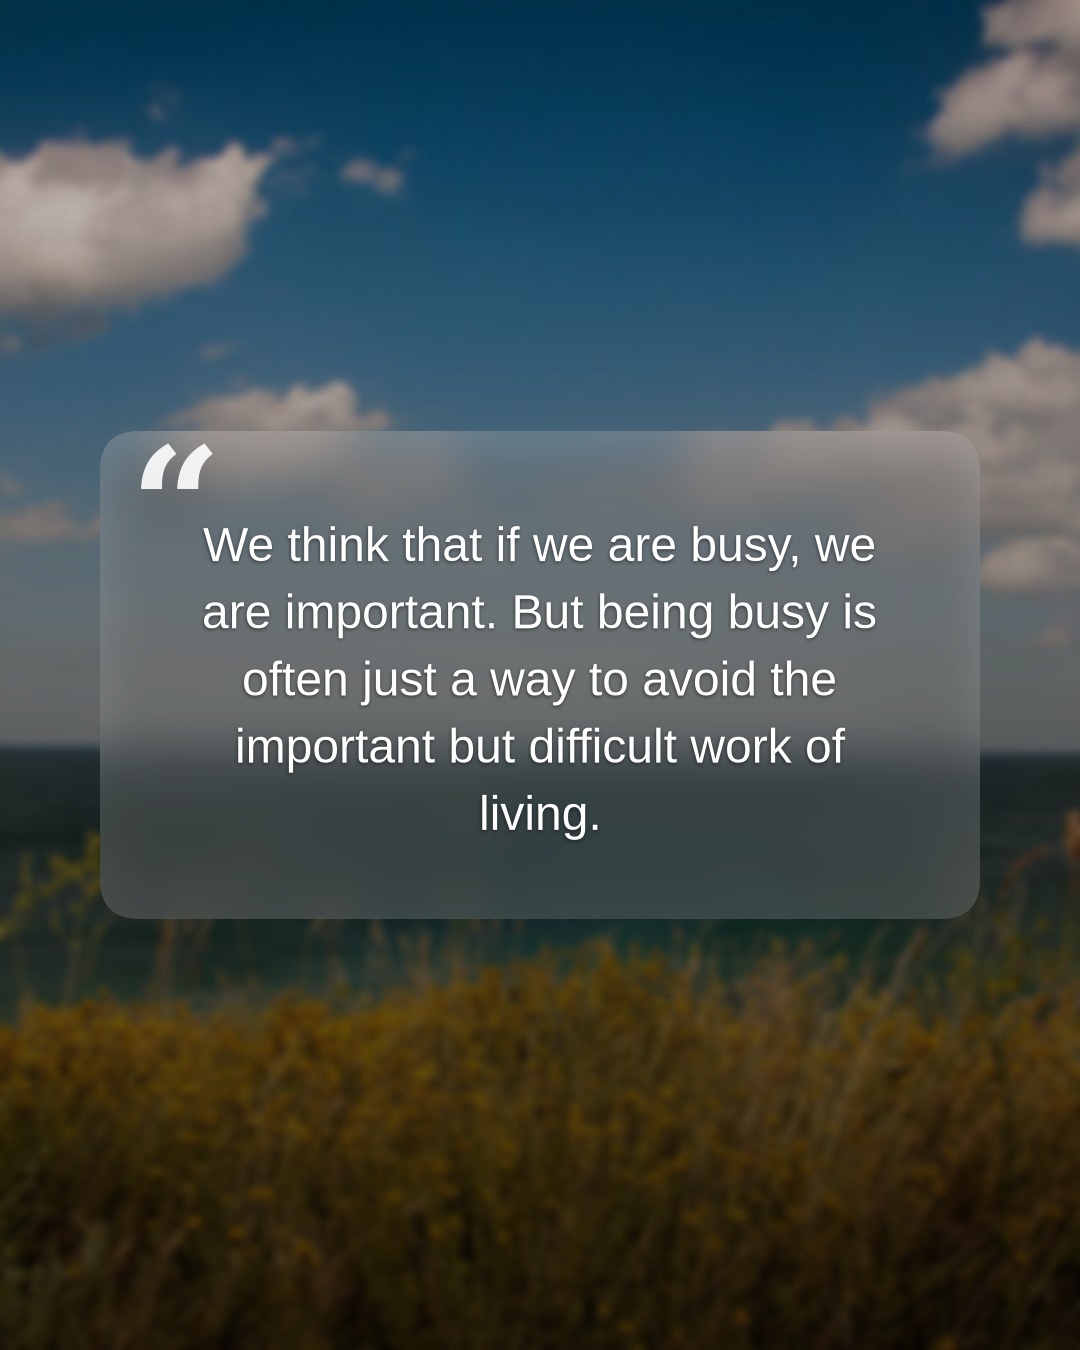 “
We think that if we are busy, we
are important. But being busy is
often just a way to avoid the
important but difficult work of
living.